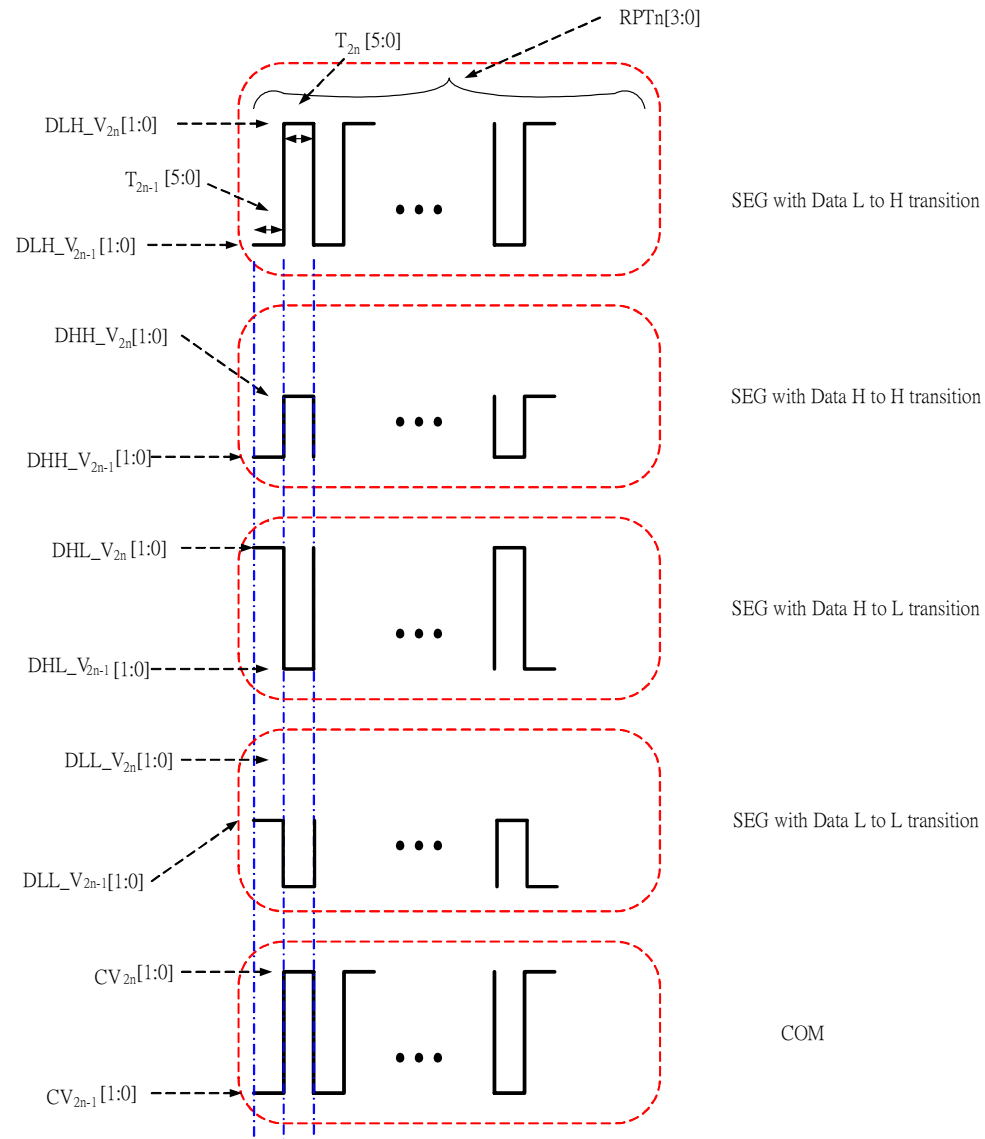 RPTn[3:0]
T2n [5:0]
DLH_V2n[1:0]
T2n-1 [5:0]
SEG with Data L to H transition
DLH_V2n-1[1:0]
DHH_V2n[1:0]
SEG with Data H to H transition
DHH_V2n-1[1:0]
DHL_V2n [1:0]
SEG with Data H to L transition
DHL_V2n-1 [1:0]
DLL_V2n[1:0]
SEG with Data L to L transition
DLL_V2n-1[1:0]
CV2n[1:0]
COM
CV2n-1 [1:0]